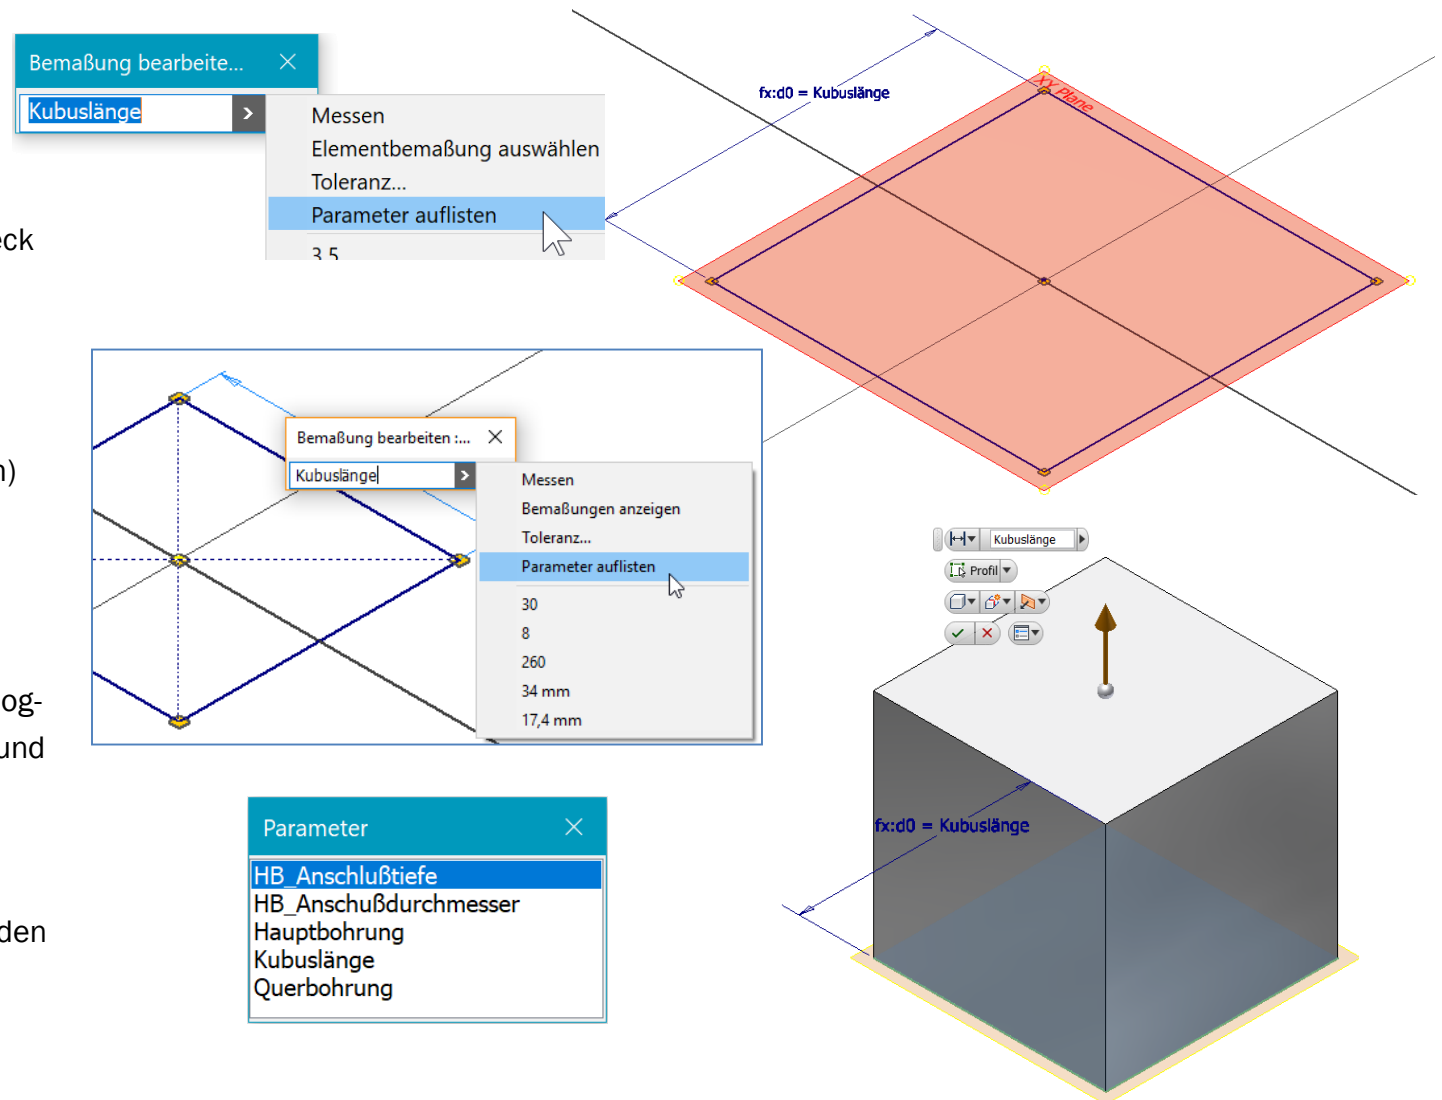 Bemaßung bearbeite...
Kubuslänge
Messen
Elementbemaßung auswählen
Toleranz...
Parameter auflisten
3,5
fx:d0 = Kubuslänge
XY Plane
eck
n)
og-
und
den
Bemaßung bearbeiten :...
Kubuslänge
Messen
Bemaßungen anzeigen
Toleranz...
Parameter auflisten
30
8
260
34 mm
17,4 mm
Parameter
HB_Anschlußtiefe
HB_Anschußdurchmesser
Hauptbohrung
Kubuslänge
Querbohrung
Kubuslänge
Profil
fx:d0 = Kubuslänge